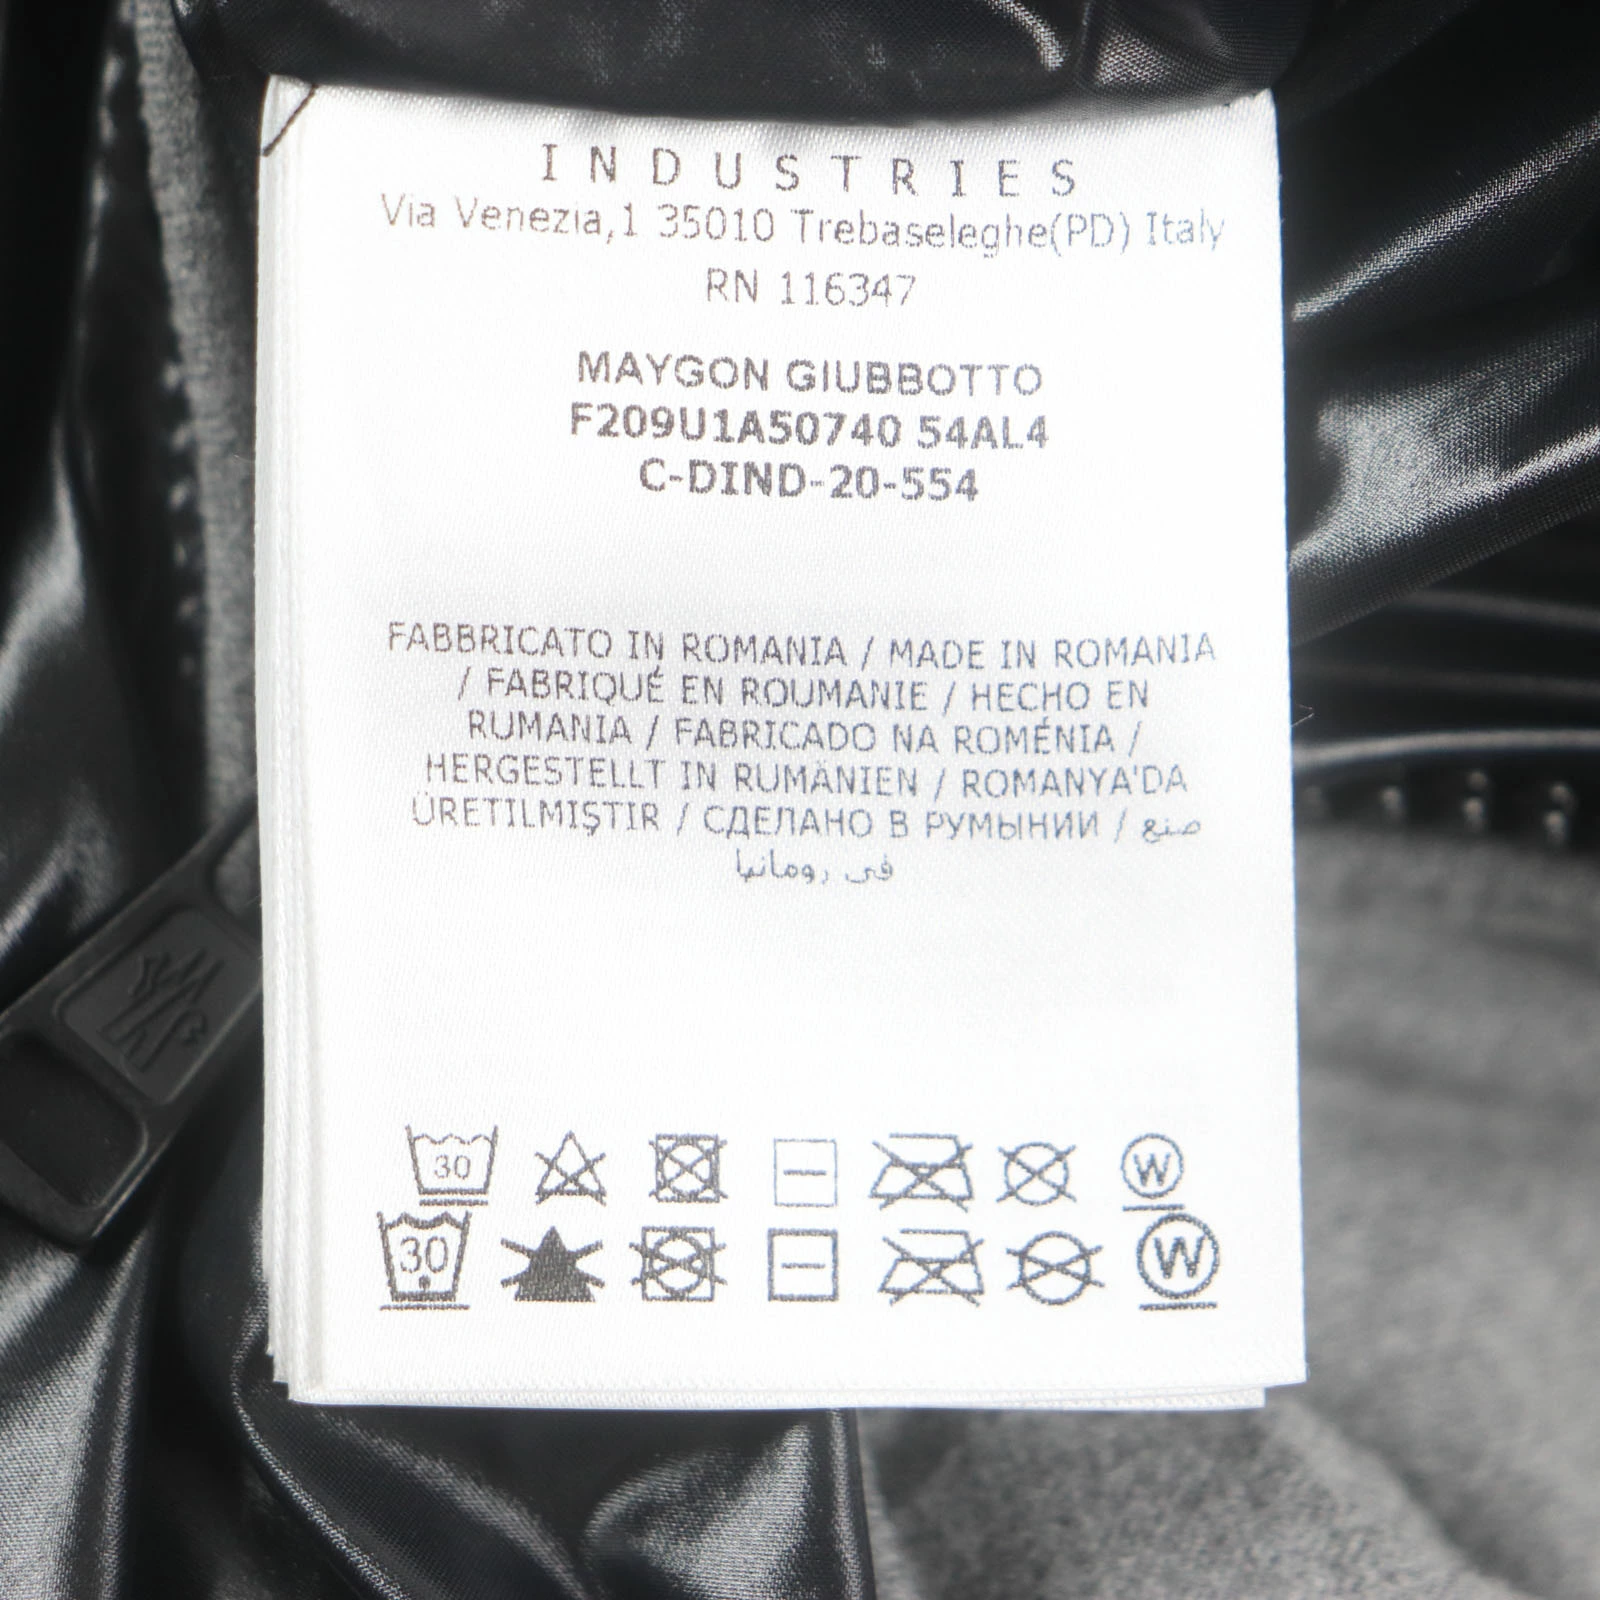 INDUSTRIES
Via Venezia,1 35010 Trebaseleghe(PD) Italy
RN 116347
MAYGON GIUBBOTTO
F209U1A50740 54AL4
C-DIND-20-554
FABBRICATO IN ROMANIA / MADE IN ROMANIA
/ FABRIQUÉ EN ROUMANIE / HECHO EN
RUMANIA / FABRICADO NA ROMÉNIA /
HERGESTELLT IN RUMÄNIEN / ROMANYA'DA
ÜRETILMIŞTIR / СДЕЛАНО В РУМЫНИИ / صنع
في رومانيا
30 W
30 W